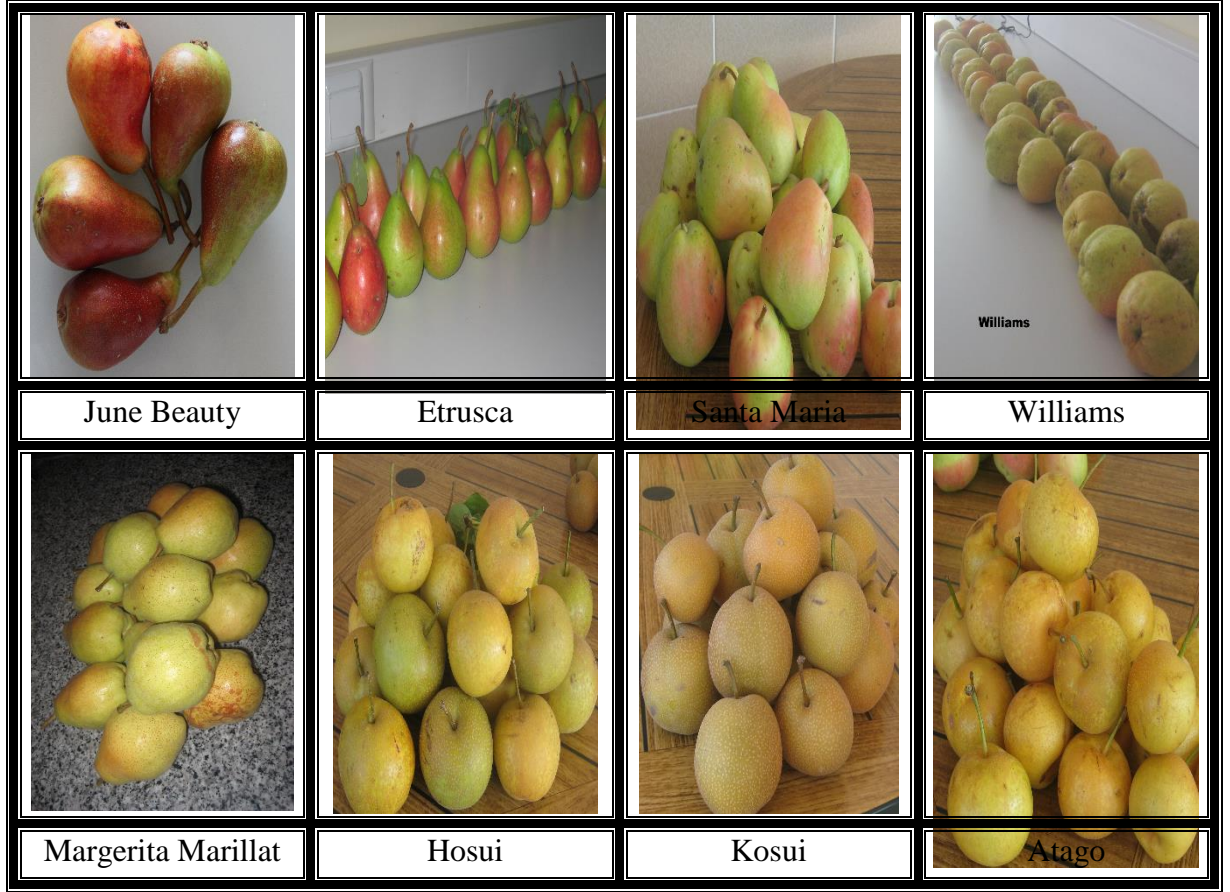 Williams
June Beauty
Etrusca
Santa Maria
Williams
Margerita Marillat
Hosui
Kosui
Atago